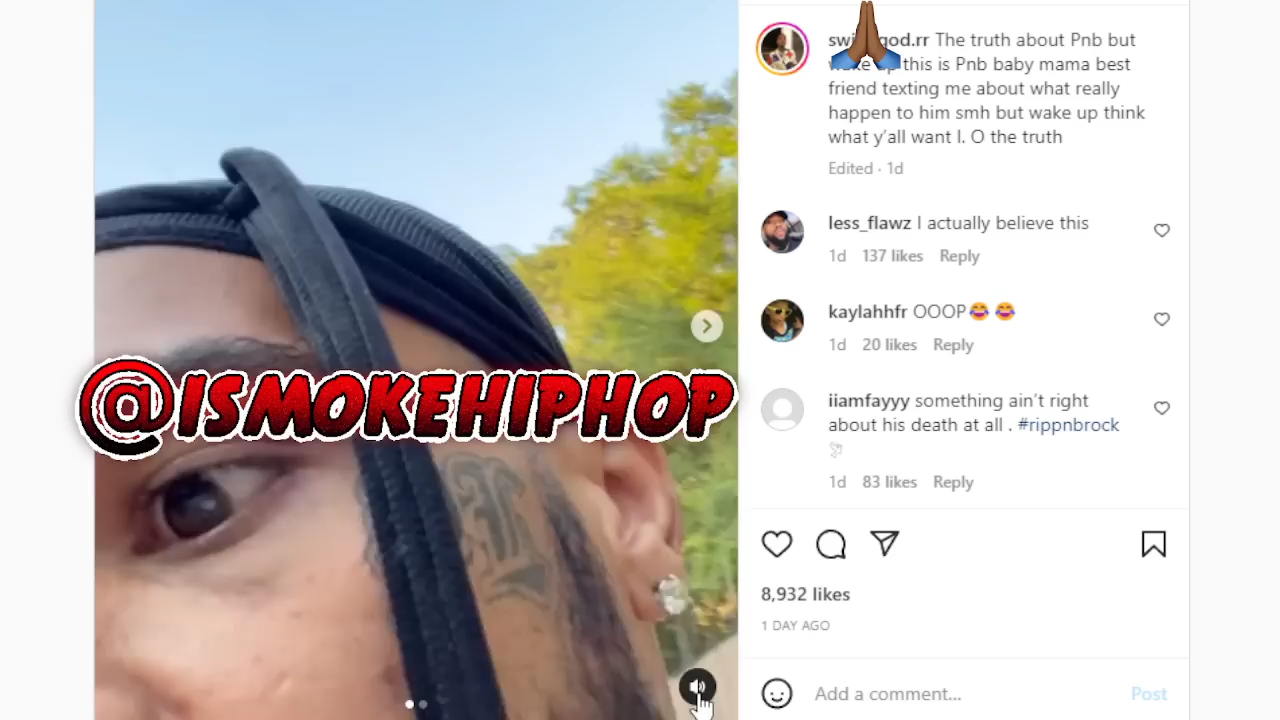 god.rr The truth about Pnb but
this is Pnb baby mama best
friend texting me about what really
happen to him smh but wake up think
what y'all want I. O the truth
Edited · 1d
less_flawz I actually believe this
1d 137 likes Reply
kaylahhfr OOOP😂 😂
1d 20 likes Reply
@ISMOKEHIPHOP
iiamfayyy something ain't right
about his death at all . #rippnbrock
🕊
1d 83 likes Reply
8,932 likes
1 DAY AGO
Add a comment... Post